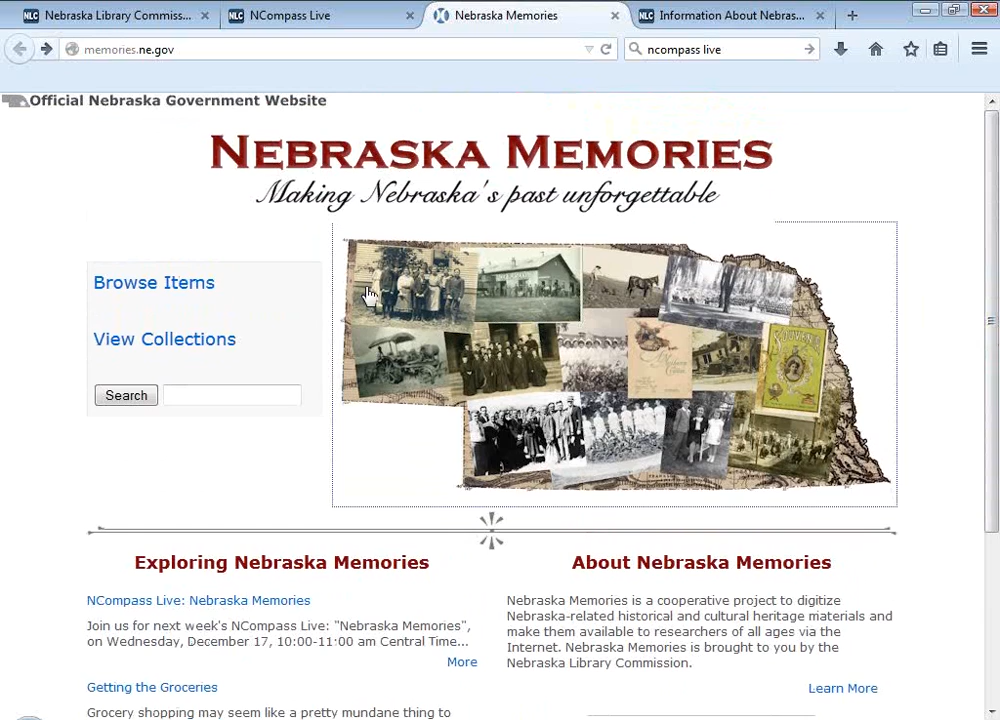 NLC Nebraska Library Commiss...
NLC NCompass Live
Nebraska Memories
NLC Information About Nebras...
memories.ne.gov
ncompass live
Official Nebraska Government Website
NEBRASKA MEMORIES
Making Nebraska's past unforgettable
Browse Items
View Collections
Search
SOUVENIR
Exploring Nebraska Memories
NCompass Live: Nebraska Memories
Join us for next week's NCompass Live: "Nebraska Memories",
on Wednesday, December 17, 10:00-11:00 am Central Time...
More
Getting the Groceries
Grocery shopping may seem like a pretty mundane thing to
About Nebraska Memories
Nebraska Memories is a cooperative project to digitize
Nebraska-related historical and cultural heritage materials and
make them available to researchers of all ages via the
Internet. Nebraska Memories is brought to you by the
Nebraska Library Commission.
Learn More